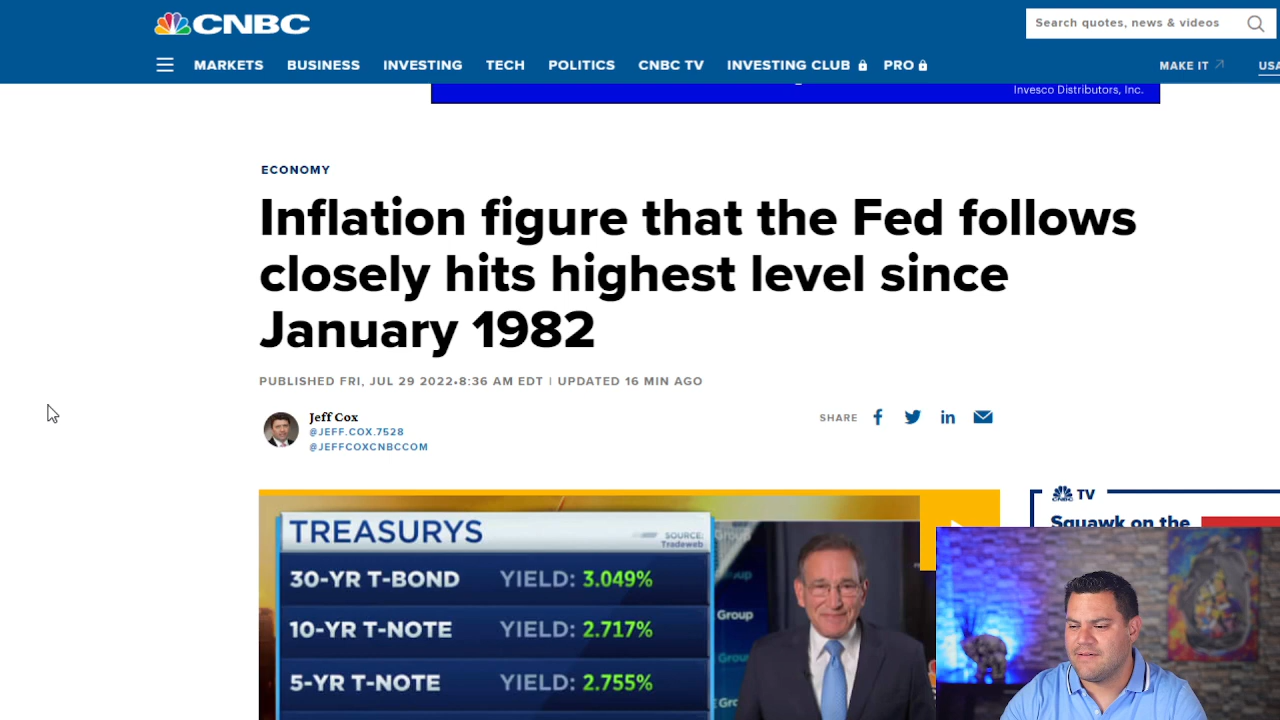 CNBC
Search quotes, news & videos
MARKETS BUSINESS INVESTING TECH POLITICS CNBC TV INVESTING CLUB PRO MAKE IT USA
Invesco Distributors, Inc.
ECONOMY
Inflation figure that the Fed follows
closely hits highest level since
January 1982
PUBLISHED FRI, JUL 29 2022•8:36 AM EDT | UPDATED 16 MIN AGO
Jeff Cox
@JEFF.COX.7528
@JEFFCOXCNBCCOM
SHARE
TREASURYS
SOURCE:
Tradeweb
30-YR T-BOND YIELD: 3.049%
10-YR T-NOTE YIELD: 2.717%
5-YR T-NOTE YIELD: 2.755%
Group
Group
CNBC TV
Squawk on the